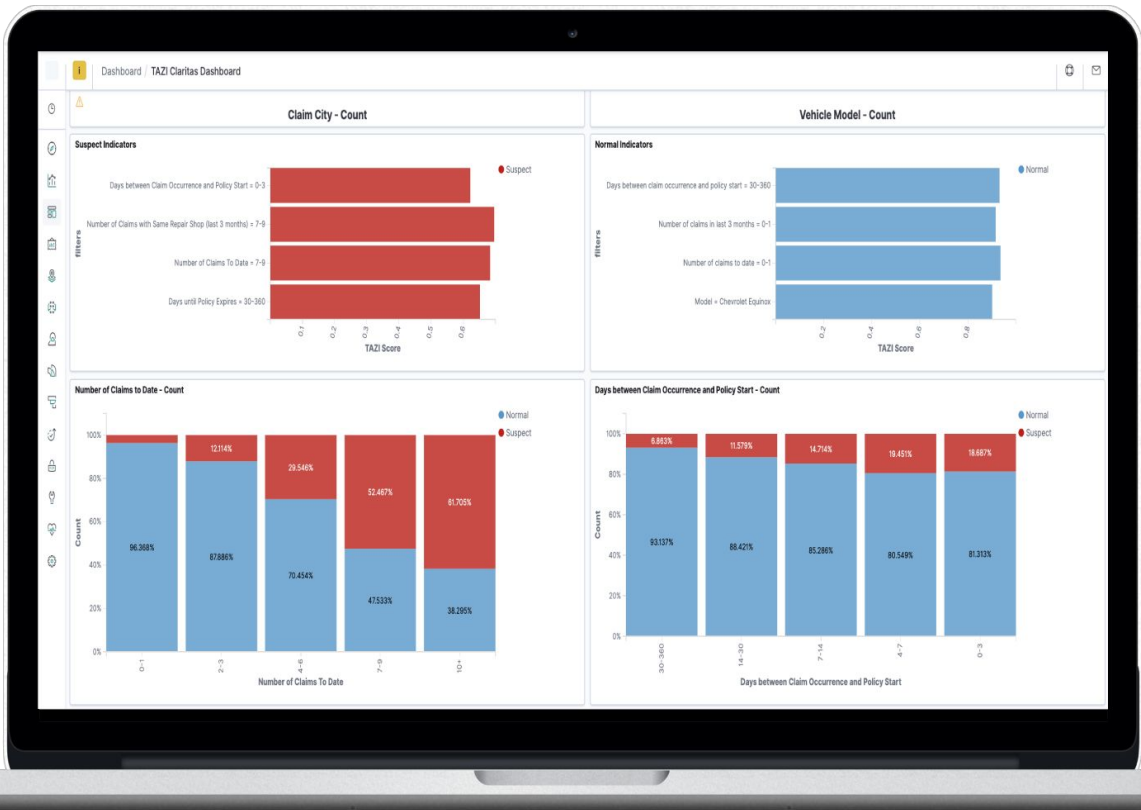 i
Dashboard / TAZI Claritas Dashboard
Claim City - Count
Vehicle Model - Count
Suspect Indicators
Suspect
Days between Claim Occurrence and Policy Start = 0-3
Number of Claims with Same Repair Shop (last 3 months) = 7-9
Number of Claims To Date = 7-9
Days until Policy Expires = 30-360
filters
0.1
0.2
0.3
0.4
0.5
0.6
TAZI Score
Normal Indicators
Normal
Days between claim occurrence and policy start = 30-360
Number of claims in last 3 months = 0-1
Number of claims to date = 0-1
Model = Chevrolet Equinox
filters
0.2
0.4
0.6
0.8
TAZI Score
Number of Claims to Date - Count
Normal
Suspect
100%
80%
60%
40%
20%
0%
Count
96.368%
12.114%
87.886%
29.546%
70.454%
52.467%
47.533%
61.705%
38.295%
0-1
2-3
4-6
7-9
10+
Number of Claims To Date
Days between Claim Occurrence and Policy Start - Count
Normal
Suspect
100%
80%
60%
40%
20%
0%
Count
6.863%
93.137%
11.579%
88.421%
14.714%
85.286%
19.451%
80.549%
18.687%
81.313%
30-360
14-30
7-14
4-7
0-3
Days between Claim Occurrence and Policy Start